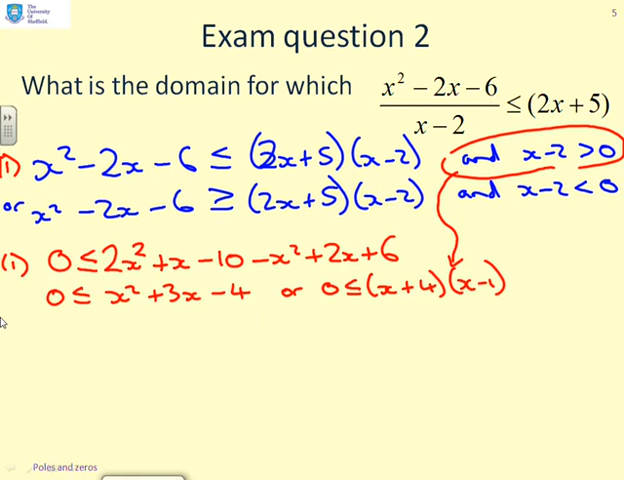 The University Of Sheffield.
5
Exam question 2
What is the domain for which (x² − 2x − 6)/(x − 2) ≤ (2x + 5)
(1) x² − 2x − 6 ≤ (2x + 5)(x − 2) and x − 2 > 0
or x² − 2x − 6 ≥ (2x + 5)(x − 2) and x − 2 < 0
(1) 0 ≤ 2x² + x − 10 − x² + 2x + 6
0 ≤ x² + 3x − 4 or 0 ≤ (x + 4)(x − 1)
Poles and zeros